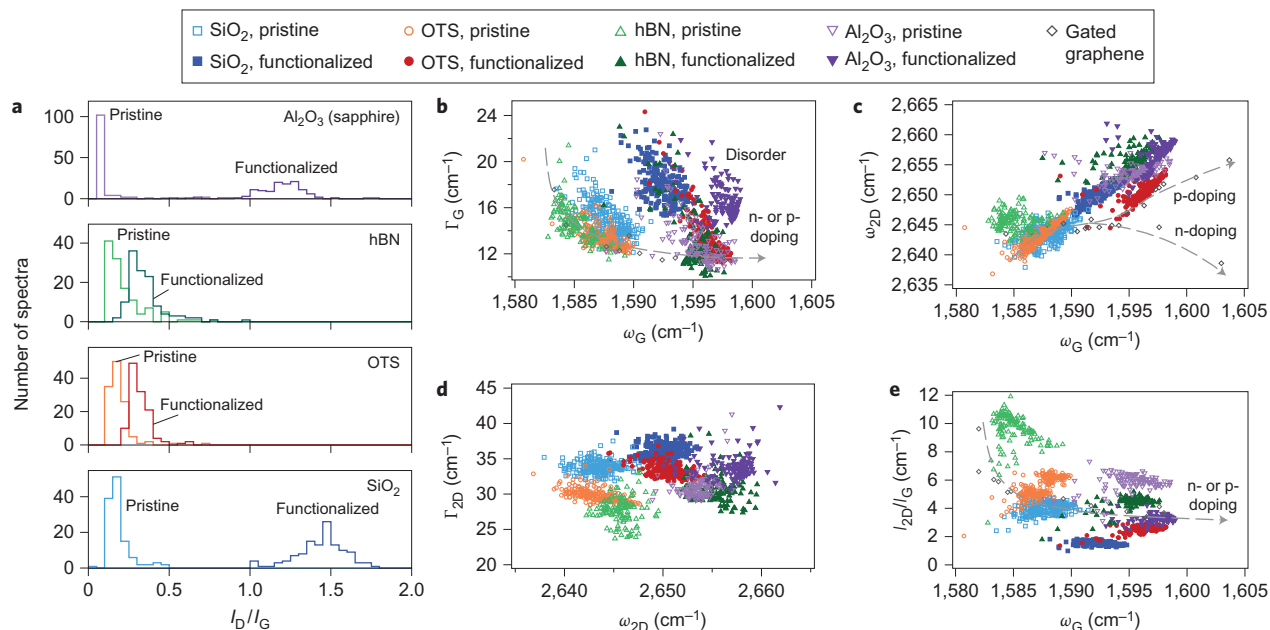 SiO2, pristine
OTS, pristine
hBN, pristine
Al2O3, pristine
Gated graphene
SiO2, functionalized
OTS, functionalized
hBN, functionalized
Al2O3, functionalized
a
Number of spectra
100
50
0
Pristine
Al2O3 (sapphire)
Functionalized
40
20
0
Pristine
hBN
Functionalized
40
20
0
Pristine
OTS
Functionalized
40
20
0
Pristine
SiO2
Functionalized
0 0.5 1.0 1.5 2.0
ID/IG
b
ΓG (cm−1)
24
22
20
18
16
14
12
Disorder
n- or p-
doping
1,580 1,585 1,590 1,595 1,600 1,605
ωG (cm−1)
c
ω2D (cm−1)
2,665
2,660
2,655
2,650
2,645
2,640
2,635
p-doping
n-doping
1,580 1,585 1,590 1,595 1,600 1,605
ωG (cm−1)
d
Γ2D (cm−1)
45
40
35
30
25
20
2,640 2,650 2,660
ω2D (cm−1)
e
I2D/IG (cm−1)
12
10
8
6
4
2
0
n- or p-
doping
1,580 1,585 1,590 1,595 1,600 1,605
ωG (cm−1)